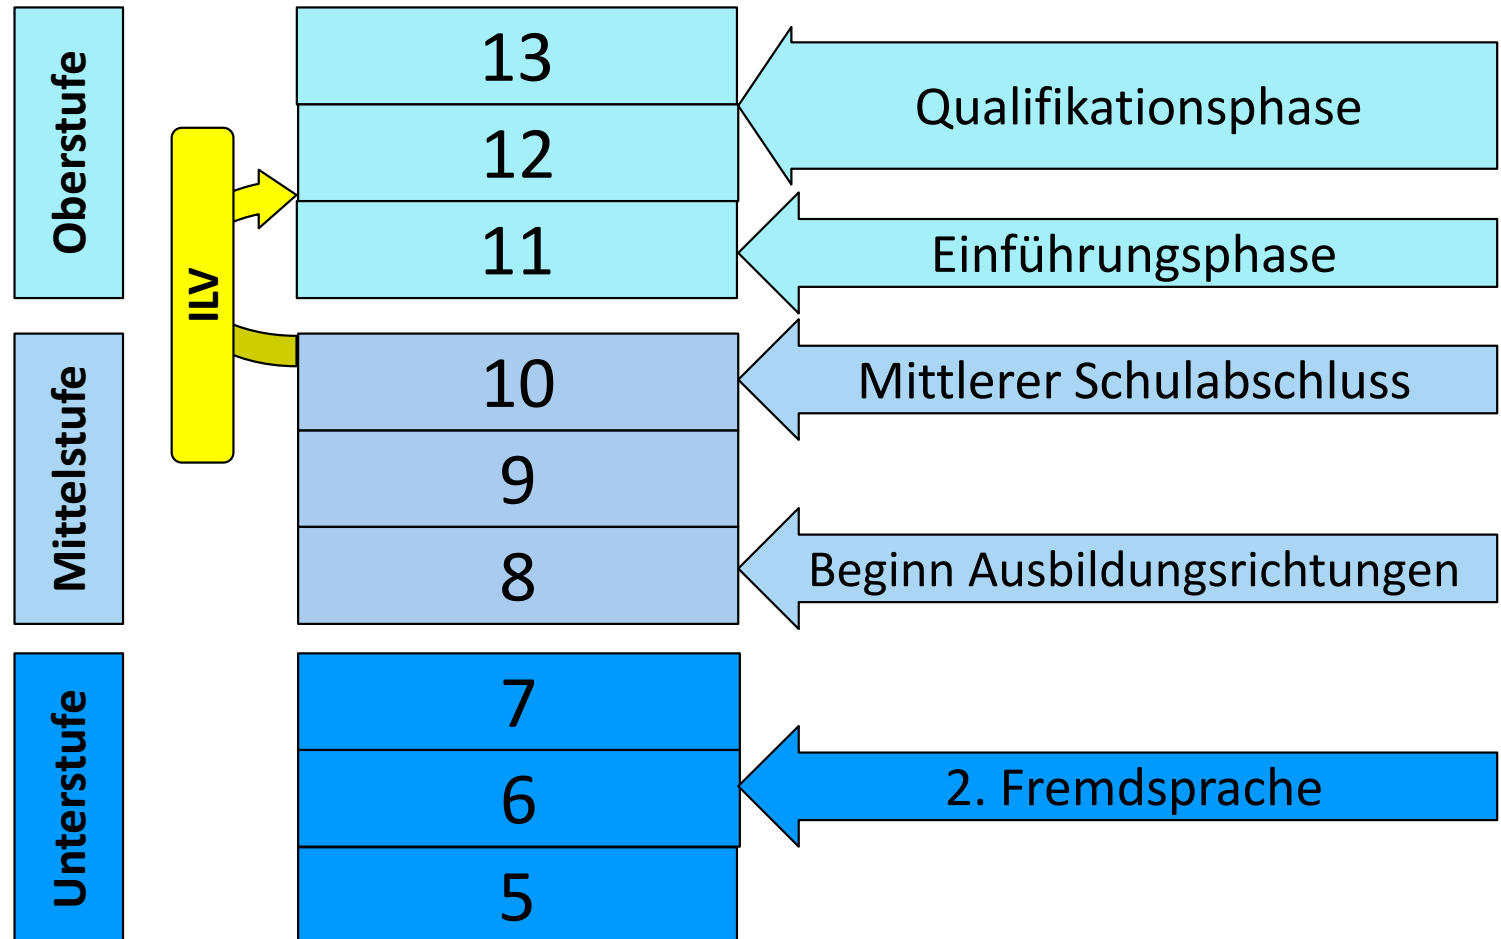 Oberstufe
13
12
11
Qualifikationsphase
Einführungsphase
ILV
Mittelstufe
10
9
8
Mittlerer Schulabschluss
Beginn Ausbildungsrichtungen
Unterstufe
7
6
5
2. Fremdsprache